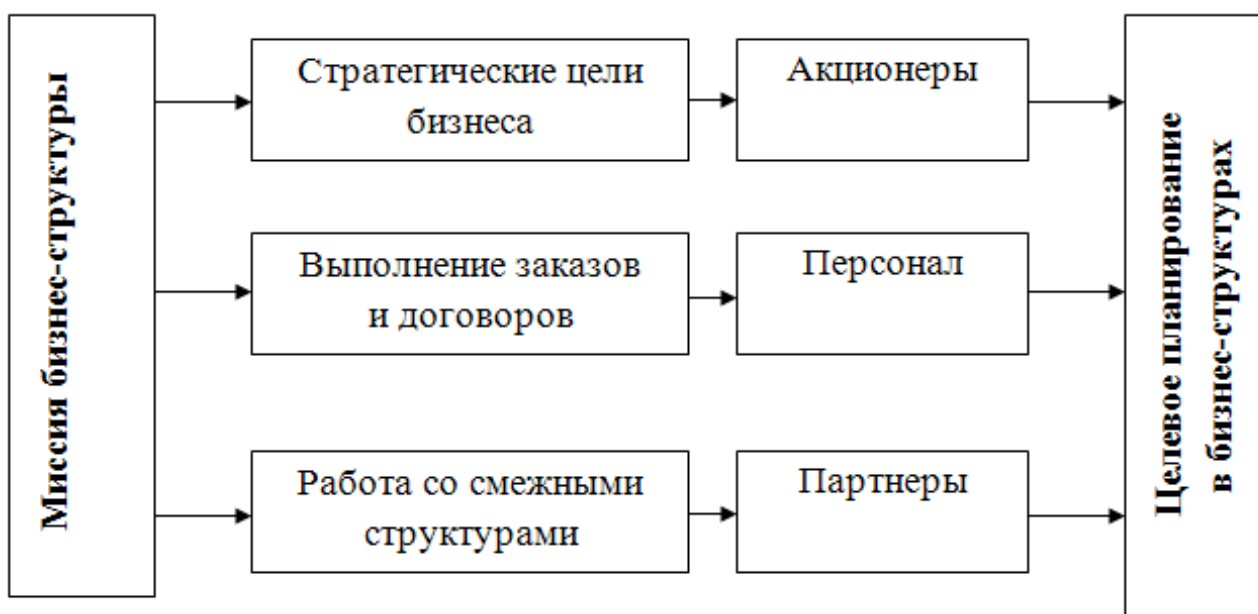 Миссия бизнес-структуры
Стратегические цели
бизнеса
Акционеры
Выполнение заказов
и договоров
Персонал
Работа со смежными
структурами
Партнеры
Целевое планирование
в бизнес-структурах